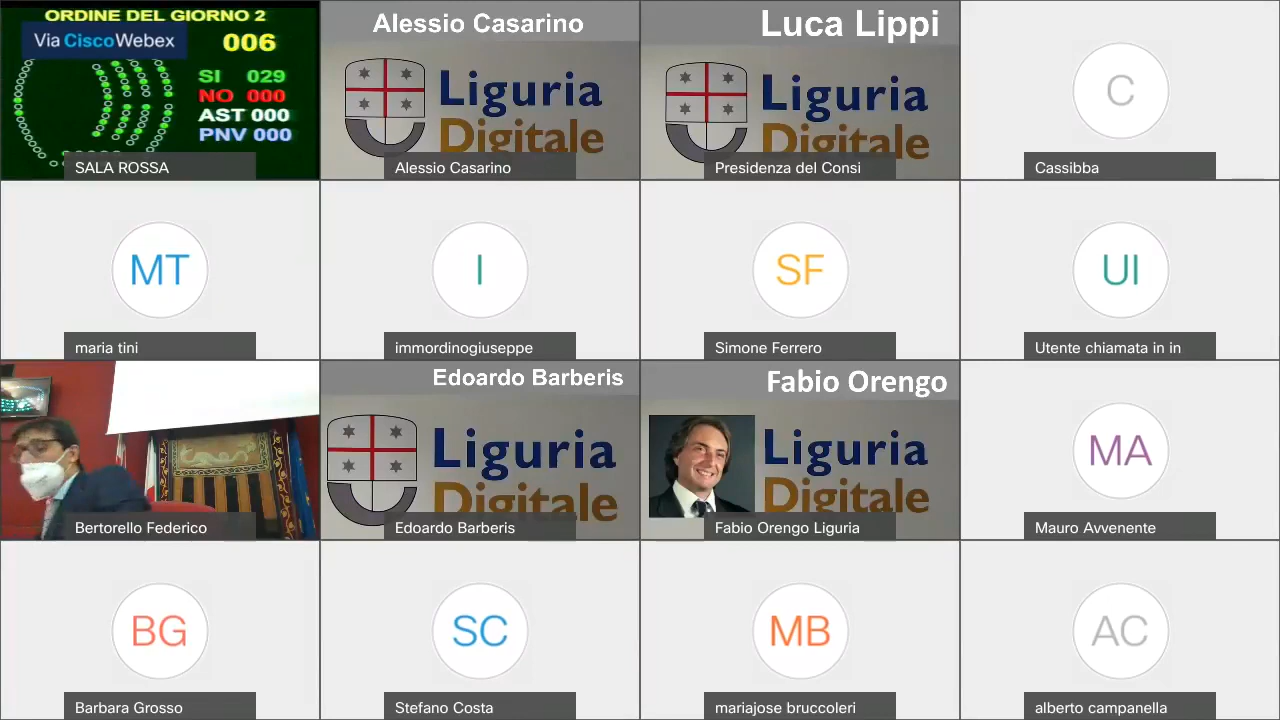 ORDINE DEL GIORNO 2
Via CiscoWebex
006
SI 029
NO 000
AST 000
PNV 000
SALA ROSSA
Alessio Casarino
Liguria
Digitale
Alessio Casarino
Luca Lippi
Liguria
Digitale
Presidenza del Consi
C
Cassibba
MT
maria tini
I
immordinogiuseppe
SF
Simone Ferrero
UI
Utente chiamata in in
Bertorello Federico
Edoardo Barberis
Liguria
Digitale
Edoardo Barberis
Fabio Orengo
Liguria
Digitale
Fabio Orengo Liguria
MA
Mauro Avvenente
BG
Barbara Grosso
SC
Stefano Costa
MB
mariajose bruccoleri
AC
alberto campanella